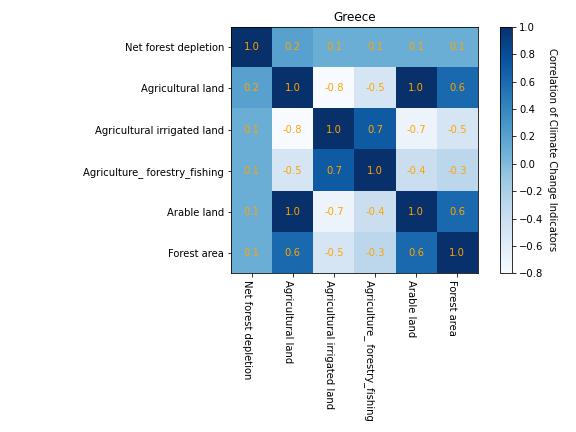 Greece
Net forest depletion 1.0 0.2 0.1 0.1 0.1 0.1
Agricultural land 0.2 1.0 -0.8 -0.5 1.0 0.6
Agricultural irrigated land 0.1 -0.8 1.0 0.7 -0.7 -0.5
Agriculture_ forestry_fishing 0.1 -0.5 0.7 1.0 -0.4 -0.3
Arable land 0.1 1.0 -0.7 -0.4 1.0 0.6
Forest area 0.1 0.6 -0.5 -0.3 0.6 1.0
Net forest depletion
Agricultural land
Agricultural irrigated land
Agriculture_ forestry_fishing
Arable land
Forest area
1.0
0.8
0.6
0.4
0.2
0.0
−0.2
−0.4
−0.6
−0.8
Correlation of Climate Change Indicators